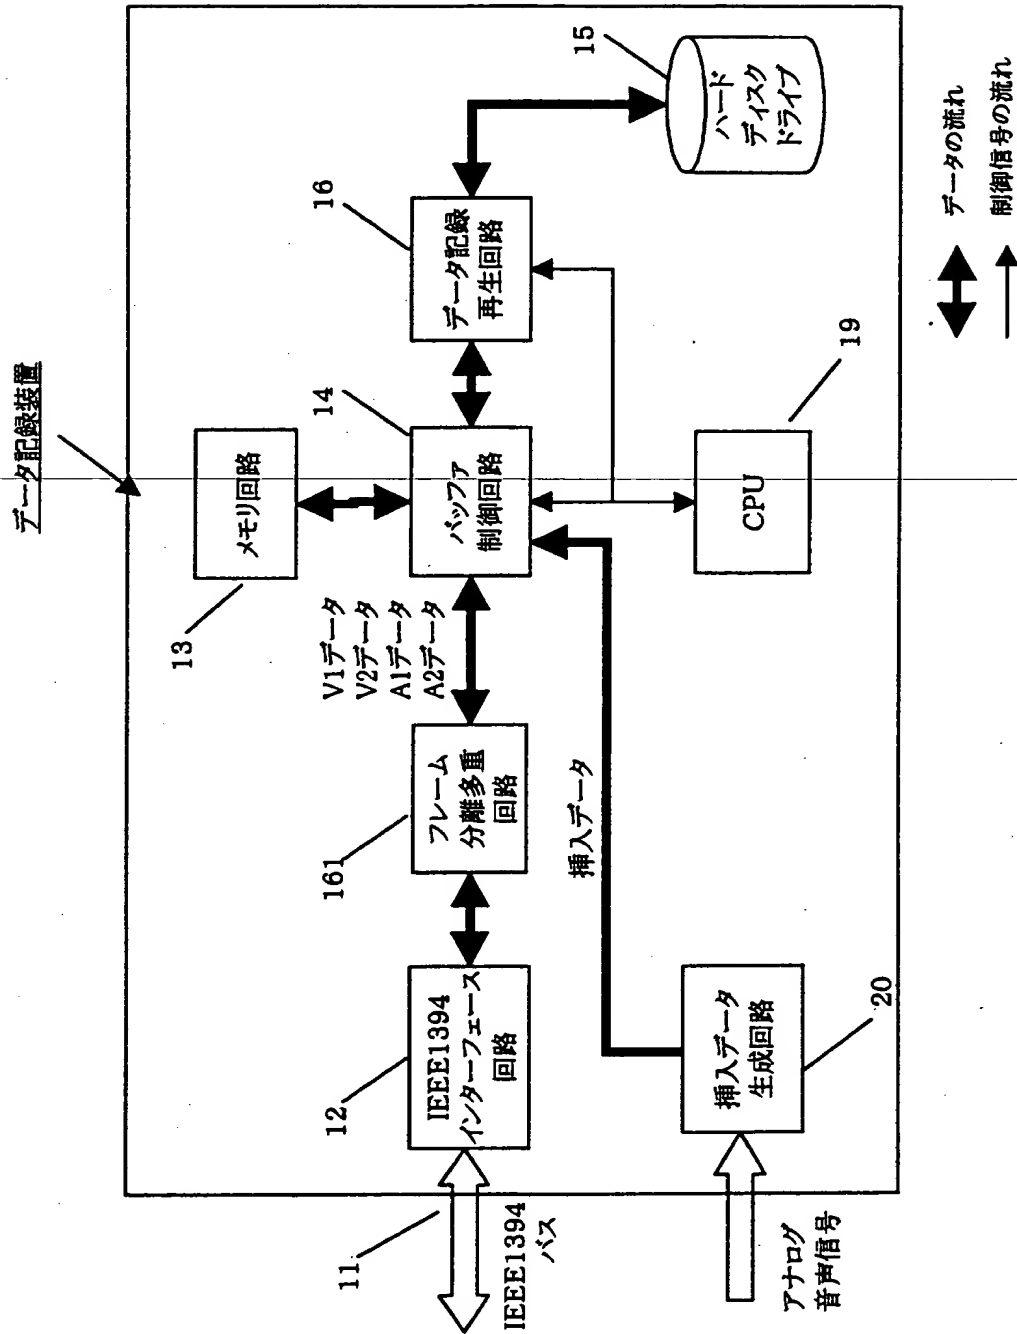 データ記録装置
11
IEEE1394
バス
12
IEEE1394
インターフェース
回路
161
フレーム
分離多重
回路
V1データ
V2データ
A1データ
A2データ
13
メモリ回路
14
バッファ
制御回路
16
データ記録
再生回路
15
ハード
ディスク
ドライブ
アナログ
音声信号
挿入データ
生成回路
20
挿入データ
CPU
19
データの流れ
制御信号の流れ